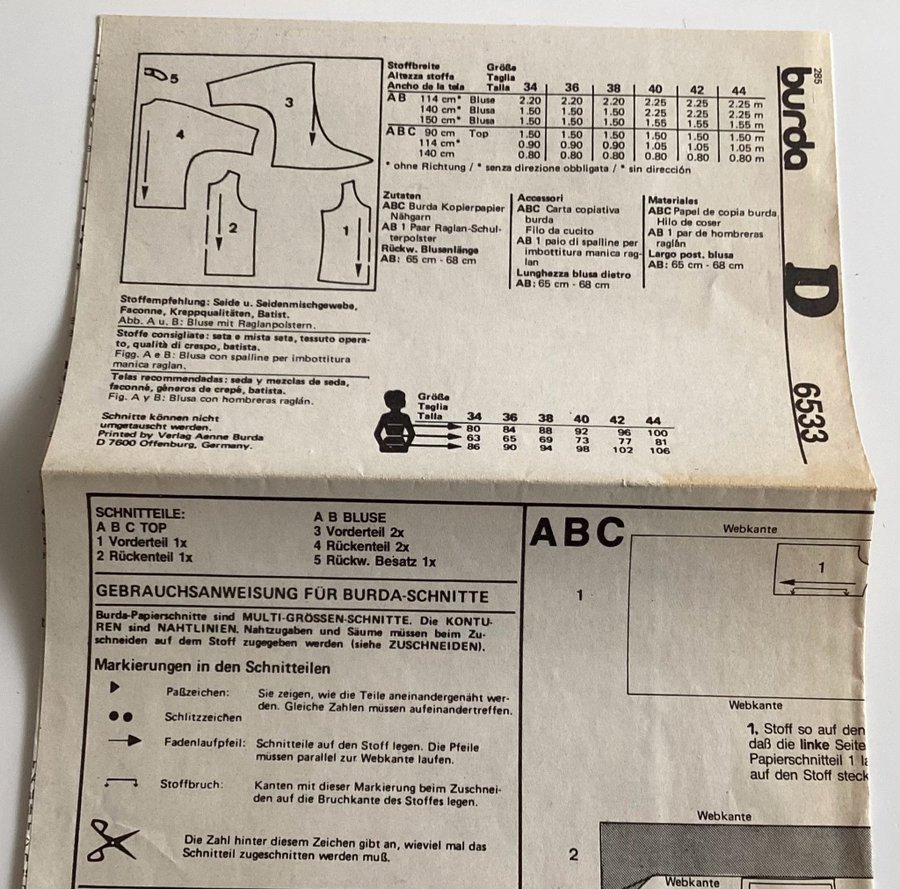 5
4
3
2
1
Stoffbreite Größe
Altezza stoffa Taglia
Ancho de la tela Talla 34 36 38 40 42 44
AB 114 cm* Bluse 2.20 2.20 2.20 2.25 2.25 2.25 m
140 cm* Bluse 1.50 1.50 1.50 2.25 2.25 2.25 m
150 cm* Bluse 1.50 1.50 1.50 1.55 1.55 1.55 m
ABC 90 cm Top 1.50 1.50 1.50 1.50 1.50 1.50 m
114 cm* 0.90 0.90 0.90 1.05 1.05 1.05 m
140 cm 0.80 0.80 0.80 0.80 0.80 0.80 m
* ohne Richtung / * senza direzione obbligata / * sin dirección
Zutaten
ABC Burda Kopierpapier
Nähgarn
AB 1 Paar Raglan-Schul-
terpolster
Rückw. Blusenlänge
AB: 65 cm - 68 cm
Accessori
ABC Carta copiativa
burda
Filo da cucito
AB 1 paio di spalline per
imbottitura manica rag-
lan
Lunghezza blusa dietro
AB: 65 cm - 68 cm
Materiales
ABC Papel de copia burda
Hilo de coser
AB 1 par de hombreras
raglán
Largo post. blusa
AB: 65 cm - 68 cm
285
burda
D
6533
Stoffempfehlung: Seide u. Seidenmischgewebe,
Faconne, Kreppqualitäten, Batist.
Abb. A u. B: Bluse mit Raglanpolstern.
Stoffe consigliate: seta e mista seta, tessuto opera-
to, qualità di crespo, batista.
Figg. A e B: Blusa con spalline per imbottitura
manica raglan.
Telas recommendadas: seda y mezclas de seda,
faconné, géneros de crepé, batista.
Fig. A y B: Blusa con hombreras raglán.
Schnitte können nicht
umgetauscht werden.
Printed by Verlag Aenne Burda
D 7600 Offenburg, Germany.
Größe
Taglia
Talla 34 36 38 40 42 44
80 84 88 92 96 100
63 65 69 73 77 81
86 90 94 98 102 106
SCHNITTEILE:
A B C TOP
1 Vorderteil 1x
2 Rückenteil 1x
A B BLUSE
3 Vorderteil 2x
4 Rückenteil 2x
5 Rückw. Besatz 1x
GEBRAUCHSANWEISUNG FÜR BURDA-SCHNITTE
Burda-Papierschnitte sind MULTI-GRÖSSEN-SCHNITTE. Die KONTU-
REN sind NAHTLINIEN. Nahtzugaben und Säume müssen beim Zu-
schneiden auf dem Stoff zugegeben werden (siehe ZUSCHNEIDEN).
Markierungen in den Schnitteilen
Paßzeichen: Sie zeigen, wie die Teile aneinandergenäht wer-
den. Gleiche Zahlen müssen aufeinandertreffen.
Schlitzzeichen
Fadenlaufpfeil: Schnitteile auf den Stoff legen. Die Pfeile
müssen parallel zur Webkante laufen.
Stoffbruch: Kanten mit dieser Markierung beim Zuschnei-
den auf die Bruchkante des Stoffes legen.
Die Zahl hinter diesem Zeichen gibt an, wieviel mal das
Schnitteil zugeschnitten werden muß.
ABC
Webkante
1
1
Webkante
1. Stoff so auf den
daß die linke Seite
Papierschnitteil 1
auf den Stoff steck
Webkante
2
Webkante